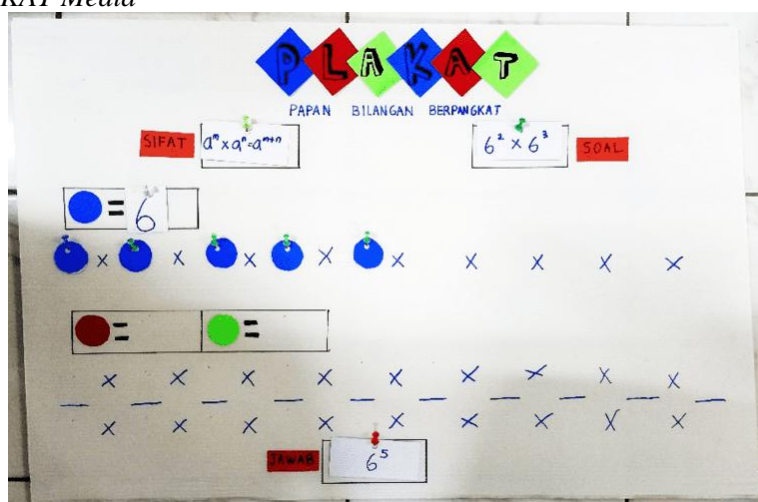 KAT Media
PLAKAT
PAPAN BILANGAN BERPANGKAT
SIFAT aᵐ x aⁿ = aᵐ⁺ⁿ 6² x 6³ SOAL
= 6
x x x x x x x x x
= =
x x x x x x x x x
— — — — — — — — — —
x x x x x x x x x
JAWAB 6⁵